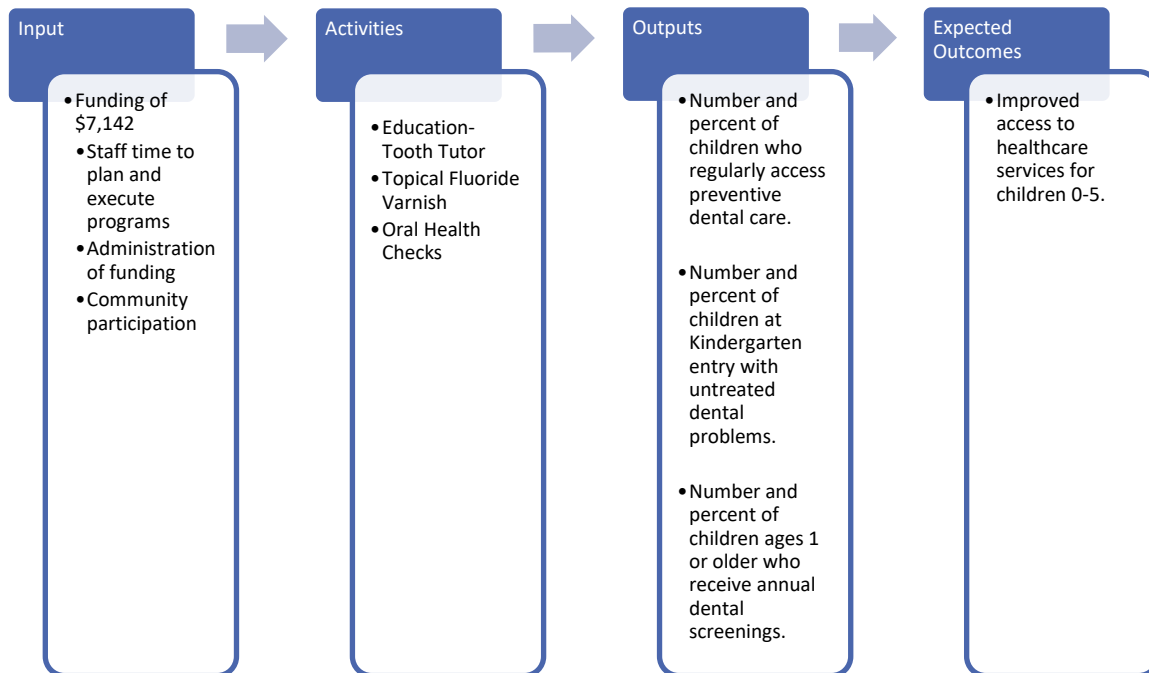 Input
•Funding of
$7,142
•Staff time to
plan and
execute
programs
•Administration
of funding
•Community
participation
Activities
•Education-
Tooth Tutor
•Topical Fluoride
Varnish
•Oral Health
Checks
Outputs
•Number and
percent of
children who
regularly access
preventive
dental care.
•Number and
percent of
children at
Kindergarten
entry with
untreated
dental
problems.
•Number and
percent of
children ages 1
or older who
receive annual
dental
screenings.
Expected
Outcomes
•Improved
access to
healthcare
services for
children 0-5.